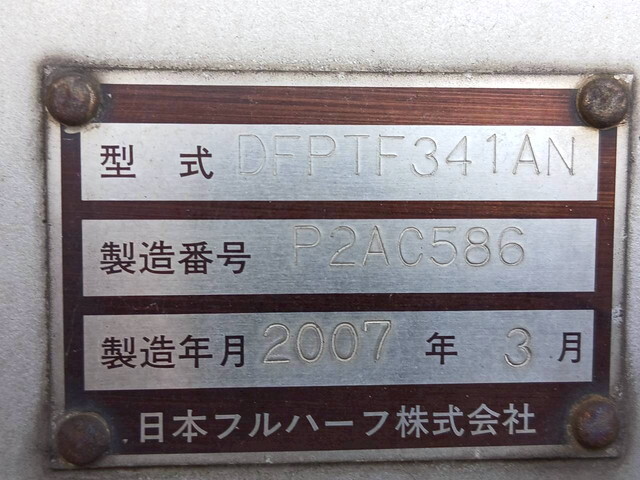 型 式 DFPTF341AN
製造番号 P2AC586
製造年月 2007 年 3 月
日本フルハーフ株式会社